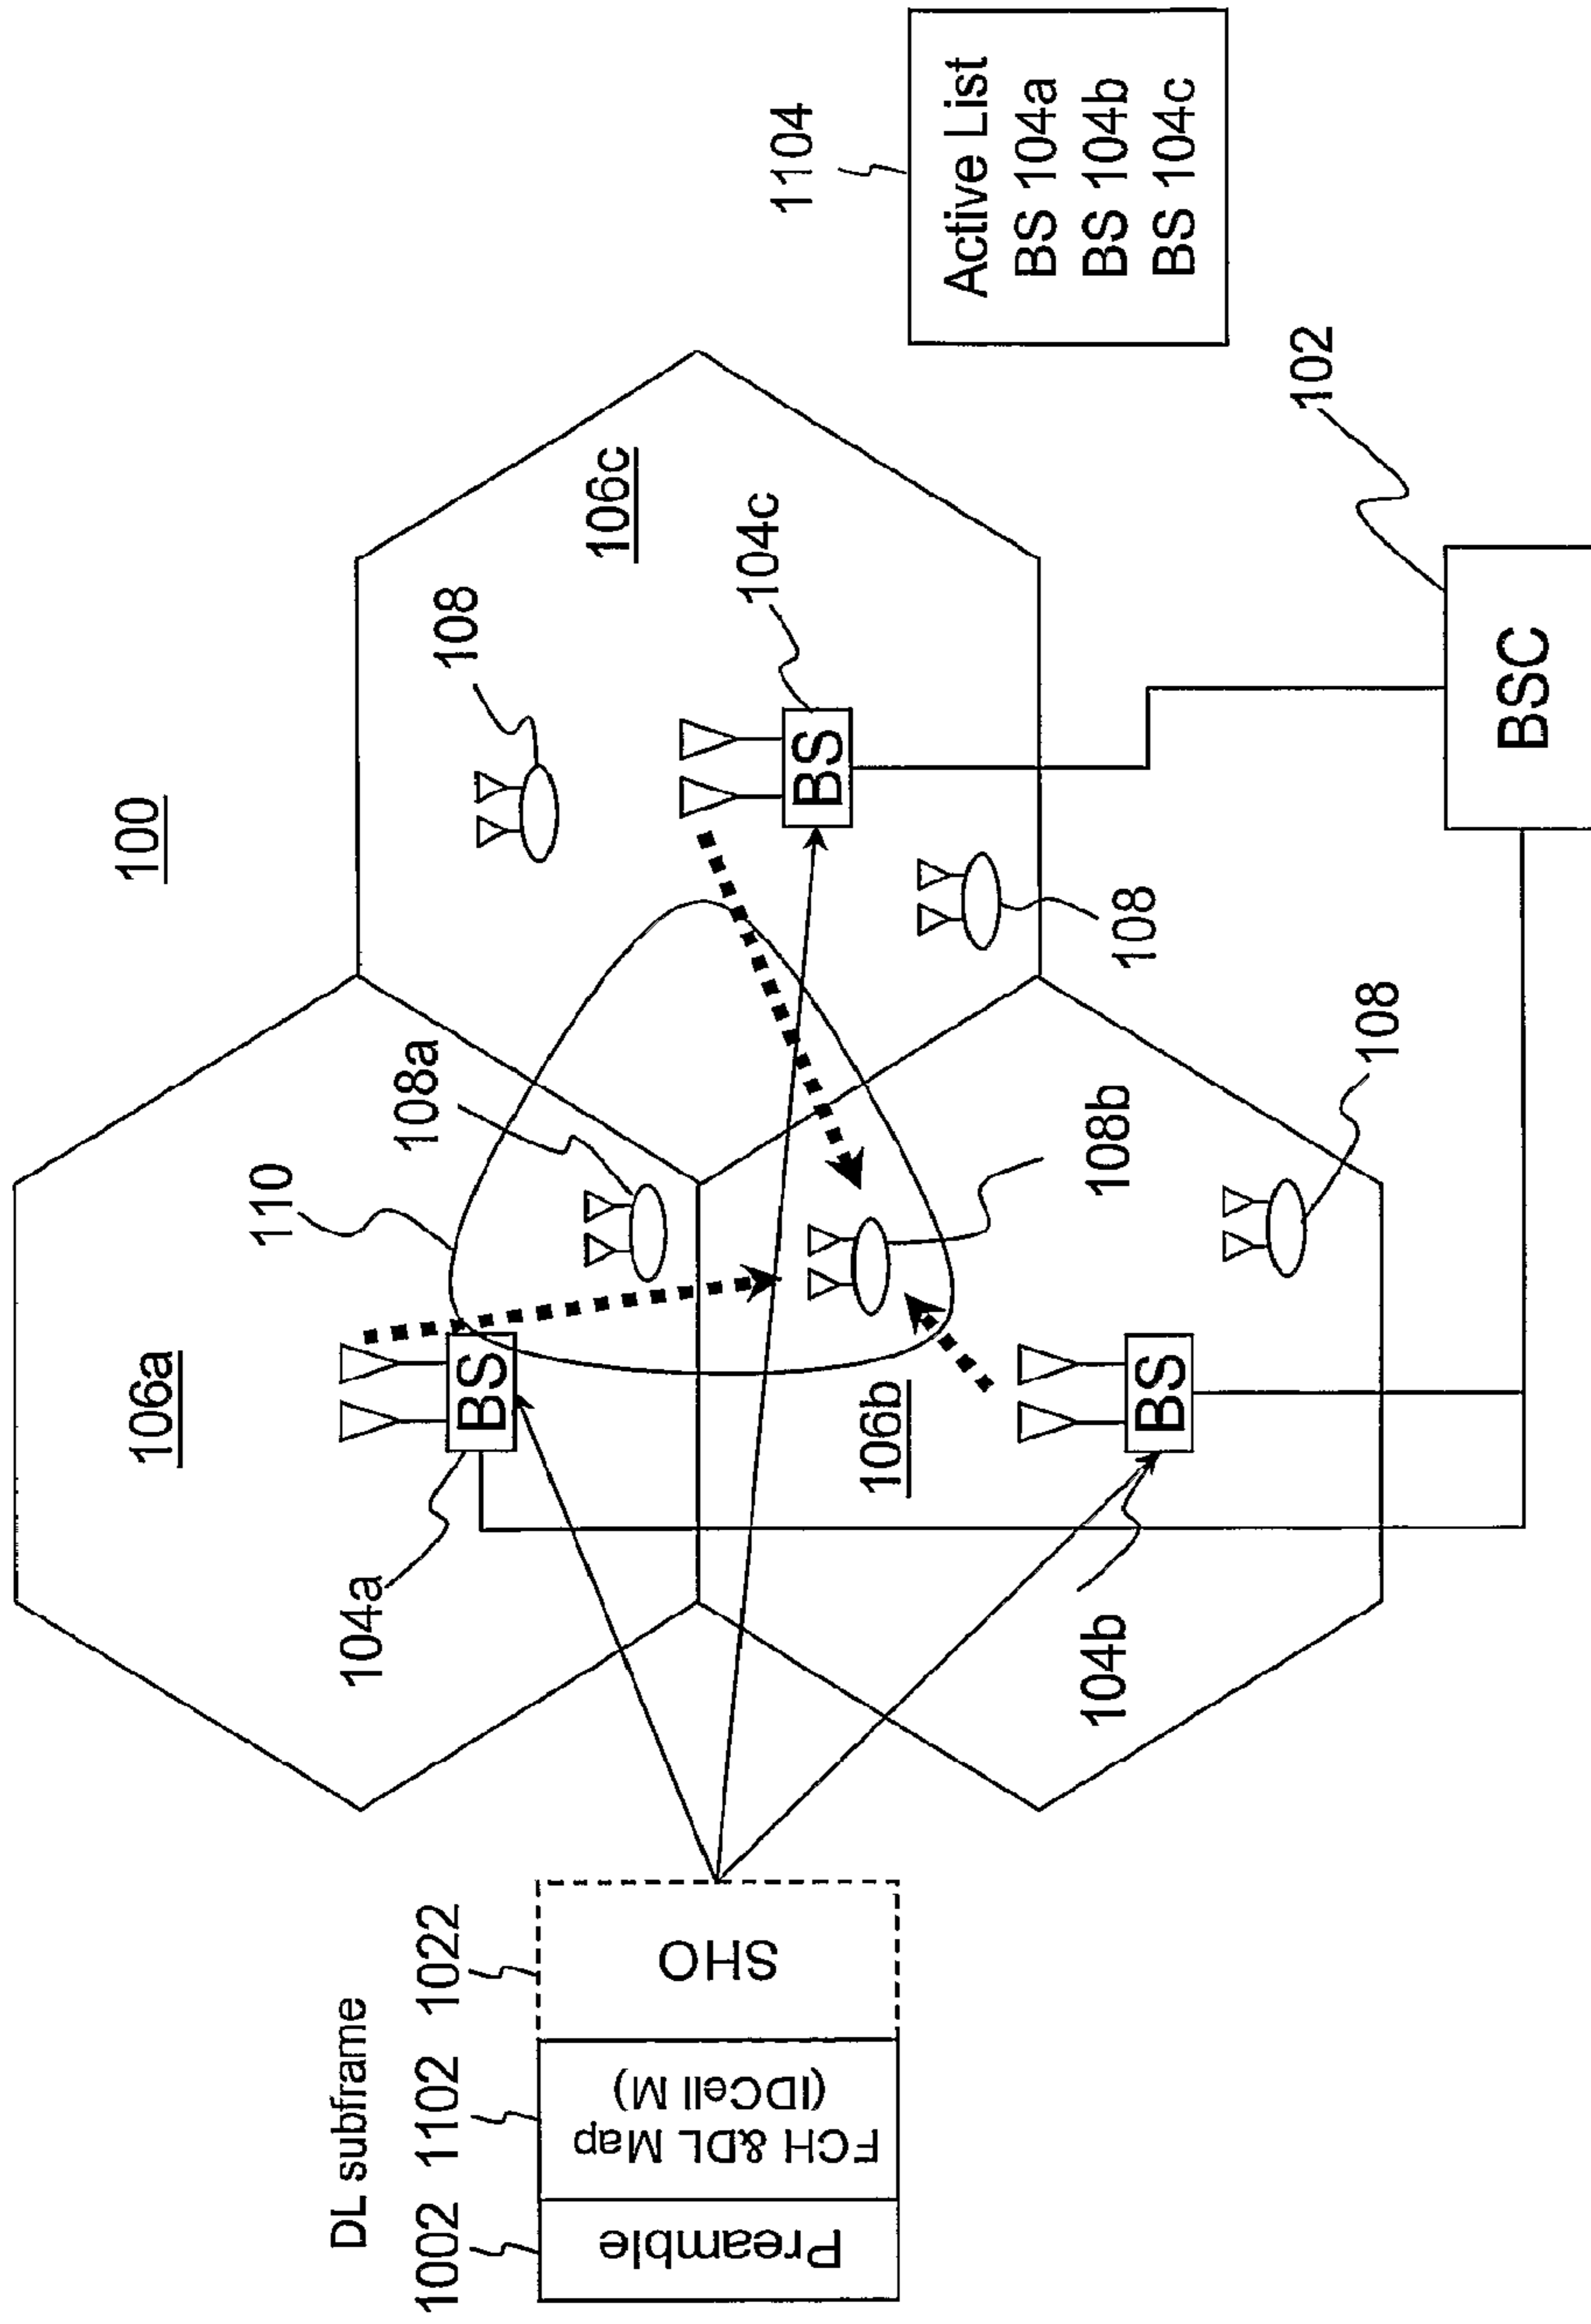 100
106a
110
108a
108
106c
104a
BS
104c
BS
106b
108b
108
104b
BS
108
102
BSC
1104
Active List
BS 104a
BS 104b
BS 104c
DL subframe
1002
1102
1022
Preamble
FCH &DL Map
(IDCell M)
SHO